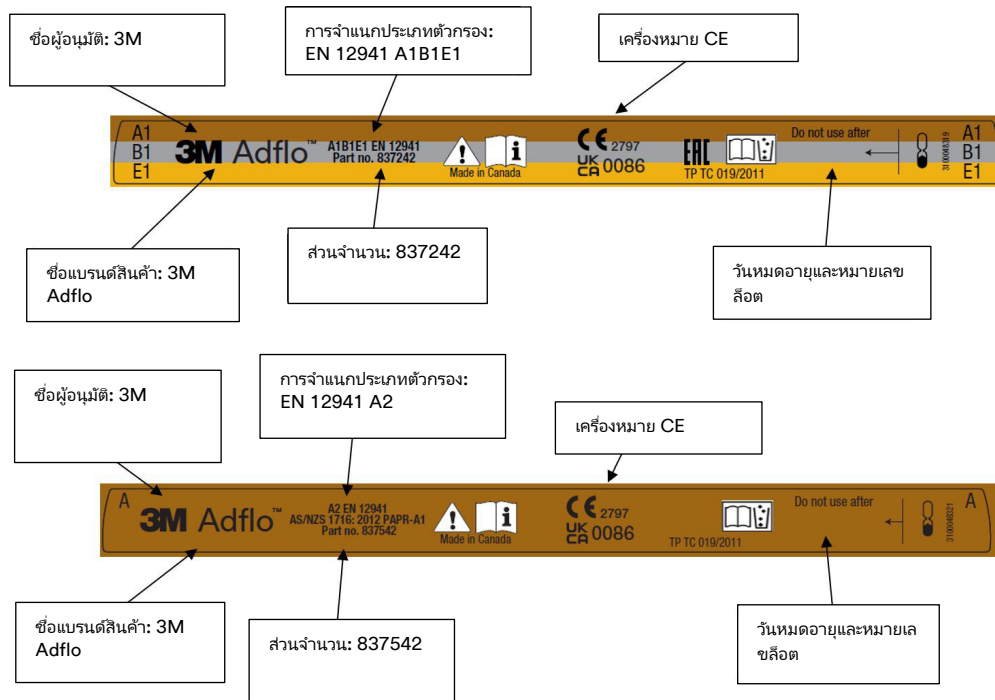 ชื่อผู้อนุมัติ: 3M
การจำแนกประเภทตัวกรอง:
EN 12941 A1B1E1
เครื่องหมาย CE
A1
B1
E1
3M Adflo™
A1B1E1 EN 12941
Part no. 837242
Made in Canada
CE 2797
UK
CA 0086
EAC
TP TC 019/2011
Do not use after
3100048319
A1
B1
E1
ชื่อแบรนด์สินค้า: 3M
Adflo
ส่วนจำนวน: 837242
วันหมดอายุและหมายเลข
ล็อต
ชื่อผู้อนุมัติ: 3M
การจำแนกประเภทตัวกรอง:
EN 12941 A2
เครื่องหมาย CE
A
3M Adflo™
A2 EN 12941
AS/NZS 1716: 2012 PAPR-A1
Part no. 837542
Made in Canada
CE 2797
UK
CA 0086
TP TC 019/2011
Do not use after
3100048321
A
ชื่อแบรนด์สินค้า: 3M
Adflo
ส่วนจำนวน: 837542
วันหมดอายุและหมายเล
ขล็อต